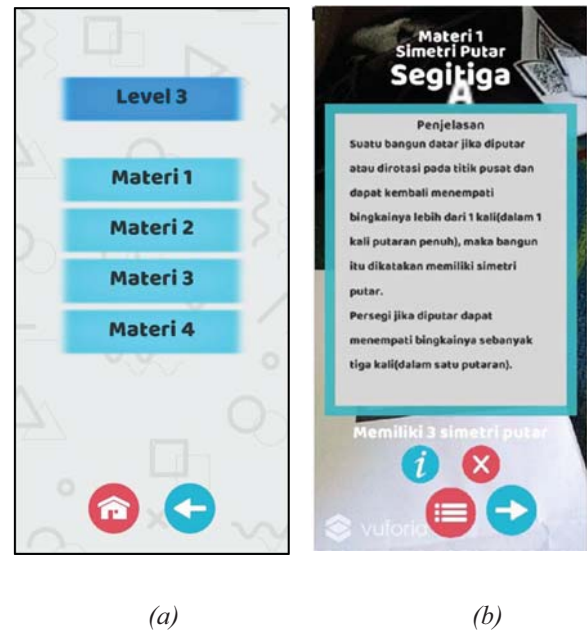 Level 3
Materi 1
Materi 2
Materi 3
Materi 4
(a)
Materi 1
Simetri Putar
Segitiga
A
Penjelasan
Suatu bangun datar jika diputar
atau dirotasi pada titik pusat dan
dapat kembali menempati
bingkainya lebih dari 1 kali(dalam 1
kali putaran penuh), maka bangun
itu dikatakan memiliki simetri
putar.
Persegi jika diputar dapat
menempati bingkainya sebanyak
tiga kali(dalam satu putaran).
Memiliki 3 simetri putar
i
vuforia
(b)